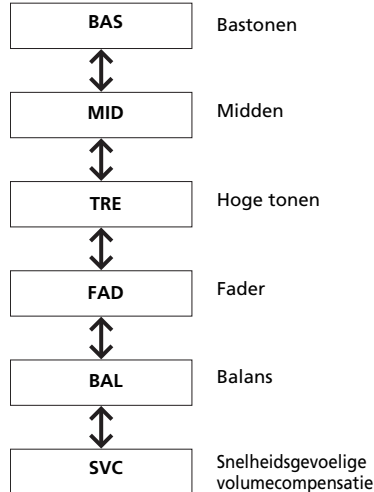 BAS Bastonen
MID Midden
TRE Hoge tonen
FAD Fader
BAL Balans
SVC Snelheidsgevoelige
volumecompensatie